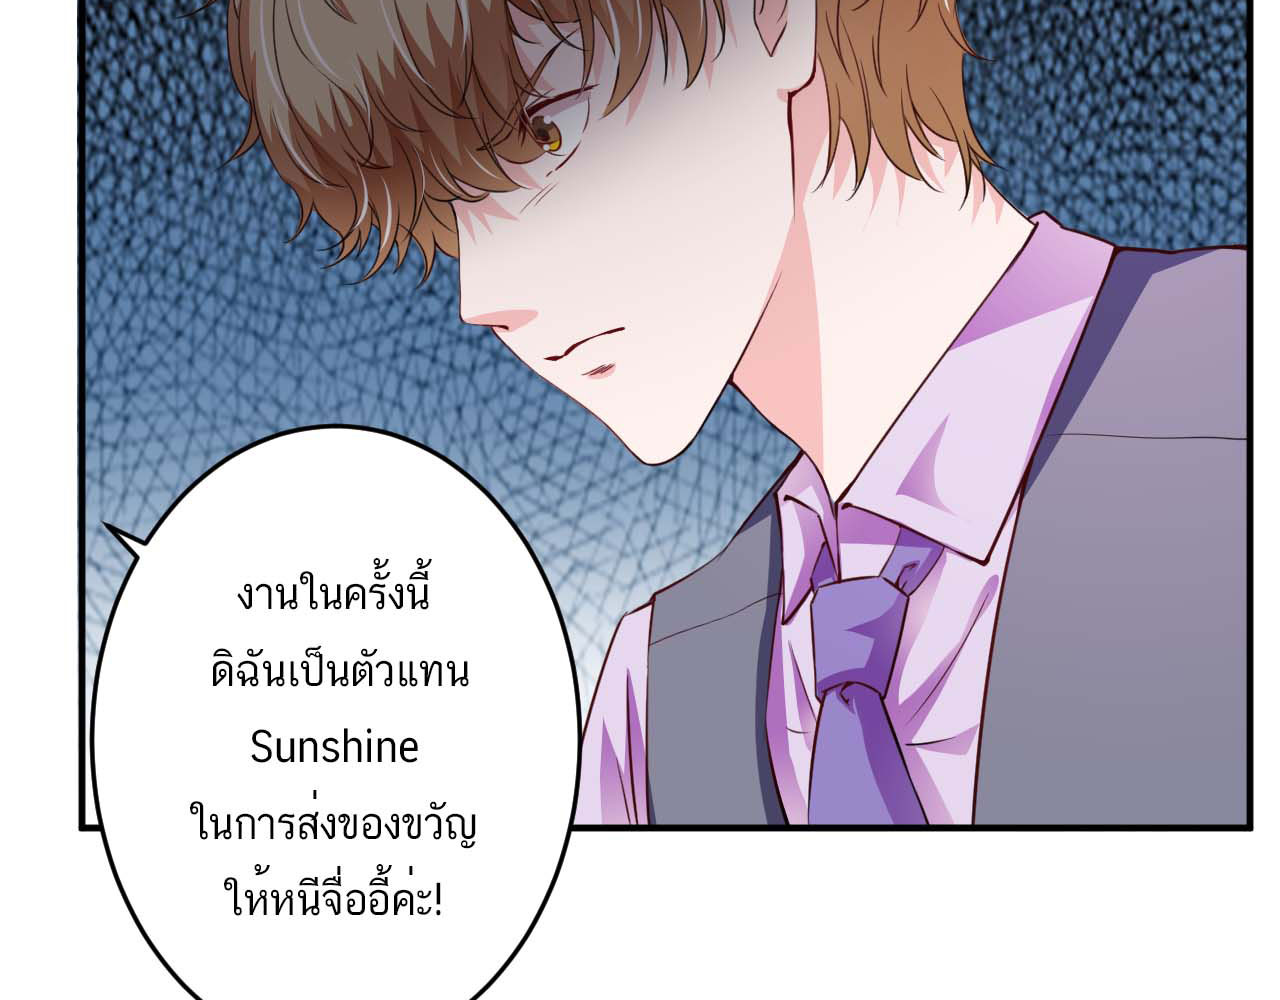 งานในครั้งนี้
ดิฉันเป็นตัวแทน
Sunshine
ในการส่งของขวัญ
ให้หนีจื่ออี้ค่ะ!